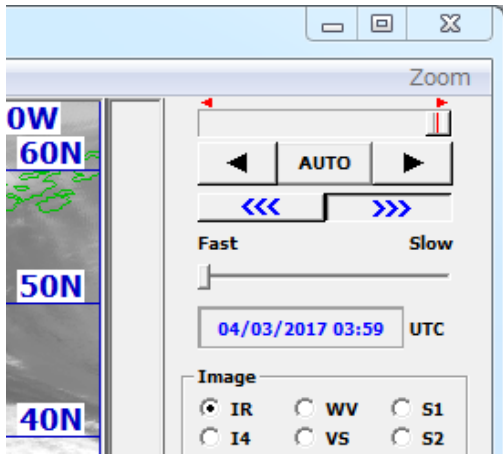 Zoom
0W
60N
AUTO
<<< >>>
Fast Slow
50N
04/03/2017 03:59 UTC
Image
IR WV S1
40N
I4 VS S2